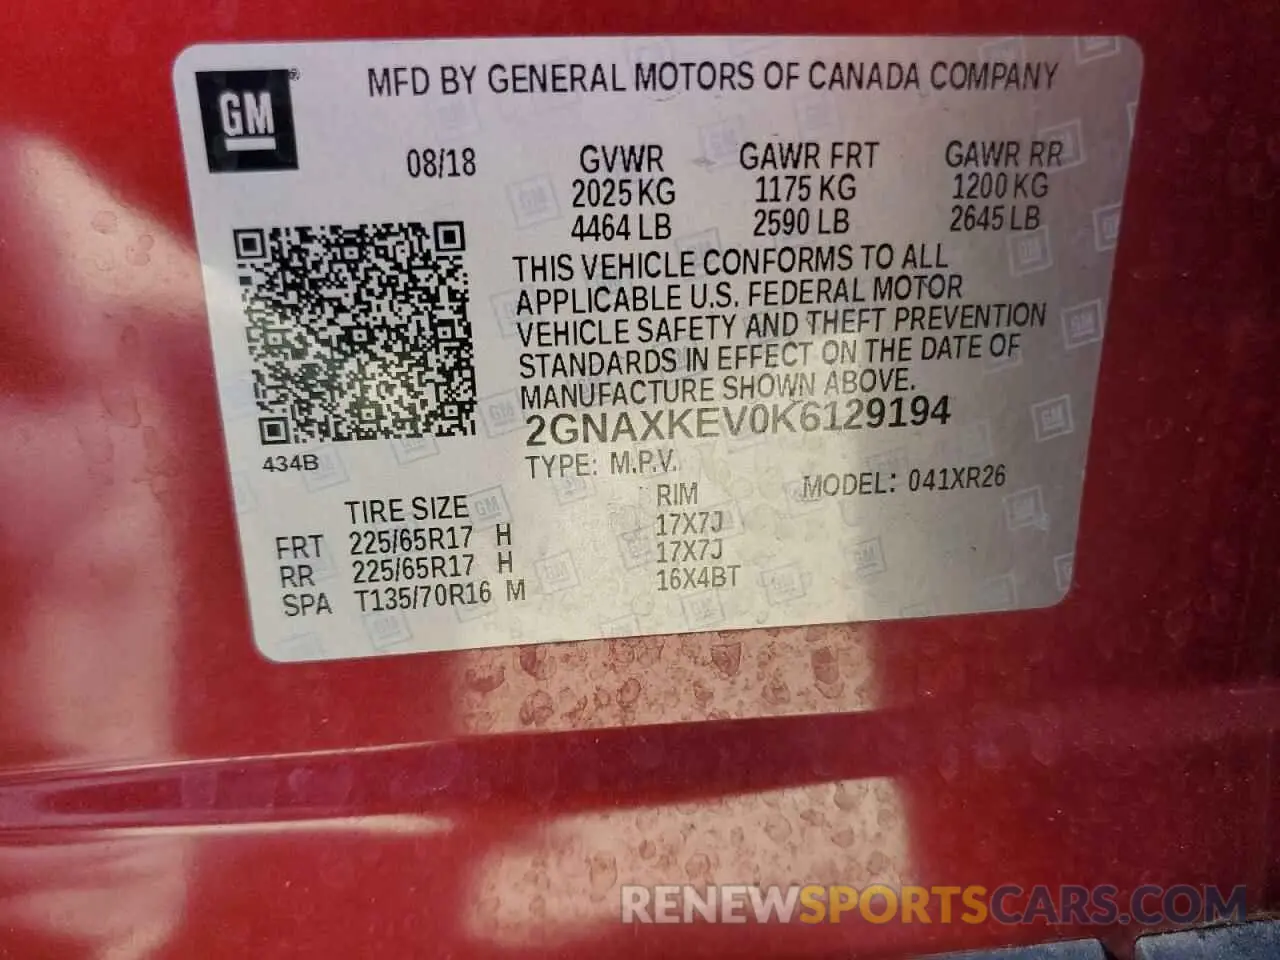 MFD BY GENERAL MOTORS OF CANADA COMPANY
GM®
08/18
GVWR GAWR FRT GAWR RR
2025 KG 1175 KG 1200 KG
4464 LB 2590 LB 2645 LB
THIS VEHICLE CONFORMS TO ALL
APPLICABLE U.S. FEDERAL MOTOR
VEHICLE SAFETY AND THEFT PREVENTION
STANDARDS IN EFFECT ON THE DATE OF
MANUFACTURE SHOWN ABOVE.
2GNAXKEV0K6129194
434B
TYPE: M.P.V.
MODEL: 041XR26
TIRE SIZE RIM
FRT 225/65R17 H 17X7J
RR 225/65R17 H 17X7J
SPA T135/70R16 M 16X4BT
RENEWSPORTSCARS.COM